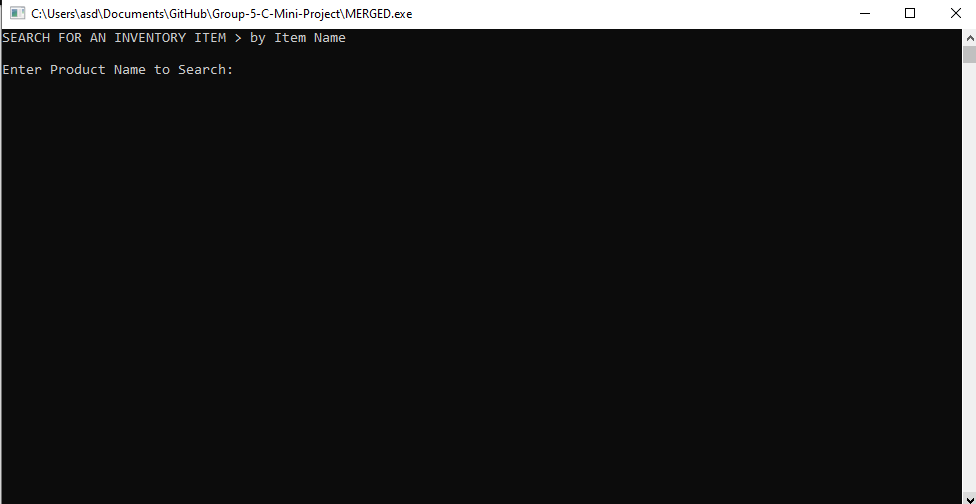 C:\Users\asd\Documents\GitHub\Group-5-C-Mini-Project\MERGED.exe
SEARCH FOR AN INVENTORY ITEM > by Item Name
Enter Product Name to Search: